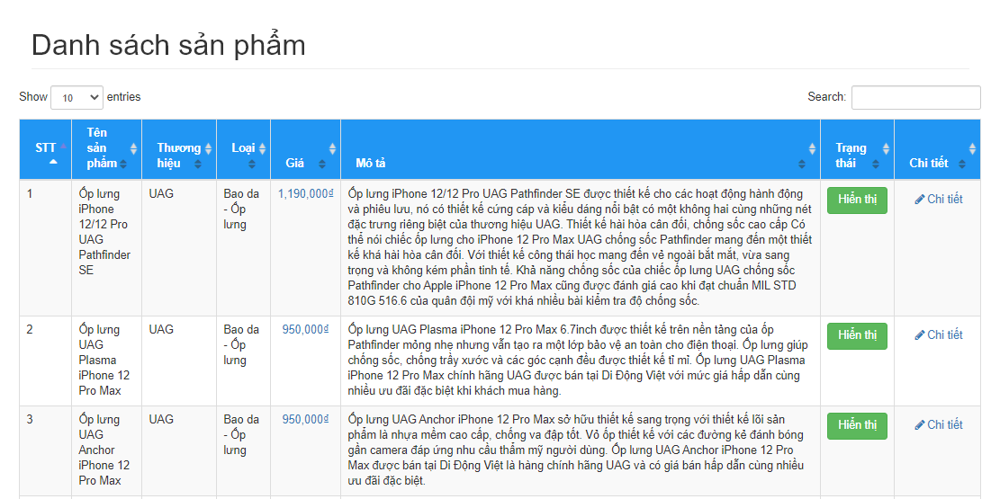 Danh sách sản phẩm
Show 10 entries
Search:
STT
Tên
sản
phẩm
Thương
hiệu
Loại
Giá
Mô tả
Trạng
thái
Chi tiết
1
Ốp lưng
iPhone
12/12 Pro
UAG
Pathfinder
SE
UAG
Bao da
- Ốp
lưng
1,190,000₫
Ốp lưng iPhone 12/12 Pro UAG Pathfinder SE được thiết kế cho các hoạt động hành động
và phiêu lưu, nó có thiết kế cứng cáp và kiểu dáng nổi bật có một không hai cùng những nét
đặc trưng riêng biệt của thương hiệu UAG. Thiết kế hài hòa cân đối, chống sốc cao cấp Có
thể nói chiếc ốp lưng cho iPhone 12 Pro Max UAG chống sốc Pathfinder mang đến một thiết
kế khá hài hòa cân đối. Với thiết kế công thái học mang đến vẻ ngoài bắt mắt, vừa sang
trọng và không kém phần tinh tế. Khả năng chống sốc của chiếc ốp lưng UAG chống sốc
Pathfinder cho Apple iPhone 12 Pro Max cũng được đánh giá cao khi đạt chuẩn MIL STD
810G 516.6 của quân đội mỹ với khá nhiều bài kiểm tra độ chống sốc.
Hiển thị
Chi tiết
2
Ốp lưng
UAG
Plasma
iPhone 12
Pro Max
UAG
Bao da
- Ốp
lưng
950,000₫
Ốp lưng UAG Plasma iPhone 12 Pro Max 6.7inch được thiết kế trên nền tảng của ốp
Pathfinder mỏng nhẹ nhưng vẫn tạo ra một lớp bảo vệ an toàn cho điện thoại. Ốp lưng giúp
chống sốc, chống trầy xước và các góc cạnh đều được thiết kế tỉ mỉ. Ốp lưng UAG Plasma
iPhone 12 Pro Max chính hãng UAG được bán tại Di Động Việt với mức giá hấp dẫn cùng
nhiều ưu đãi đặc biệt khi khách mua hàng.
Hiển thị
Chi tiết
3
Ốp lưng
UAG
Anchor
iPhone 12
Pro Max
UAG
Bao da
- Ốp
lưng
950,000₫
Ốp lưng UAG Anchor iPhone 12 Pro Max sở hữu thiết kế sang trọng với thiết kế lõi sản
phẩm là nhựa mềm cao cấp, chống va đập tốt. Vỏ ốp thiết kế với các đường kẻ đánh bóng
gần camera đáp ứng nhu cầu thẩm mỹ người dùng. Ốp lưng UAG Anchor iPhone 12 Pro
Max được bán tại Di Động Việt là hàng chính hãng UAG và có giá bán hấp dẫn cùng nhiều
ưu đãi đặc biệt.
Hiển thị
Chi tiết